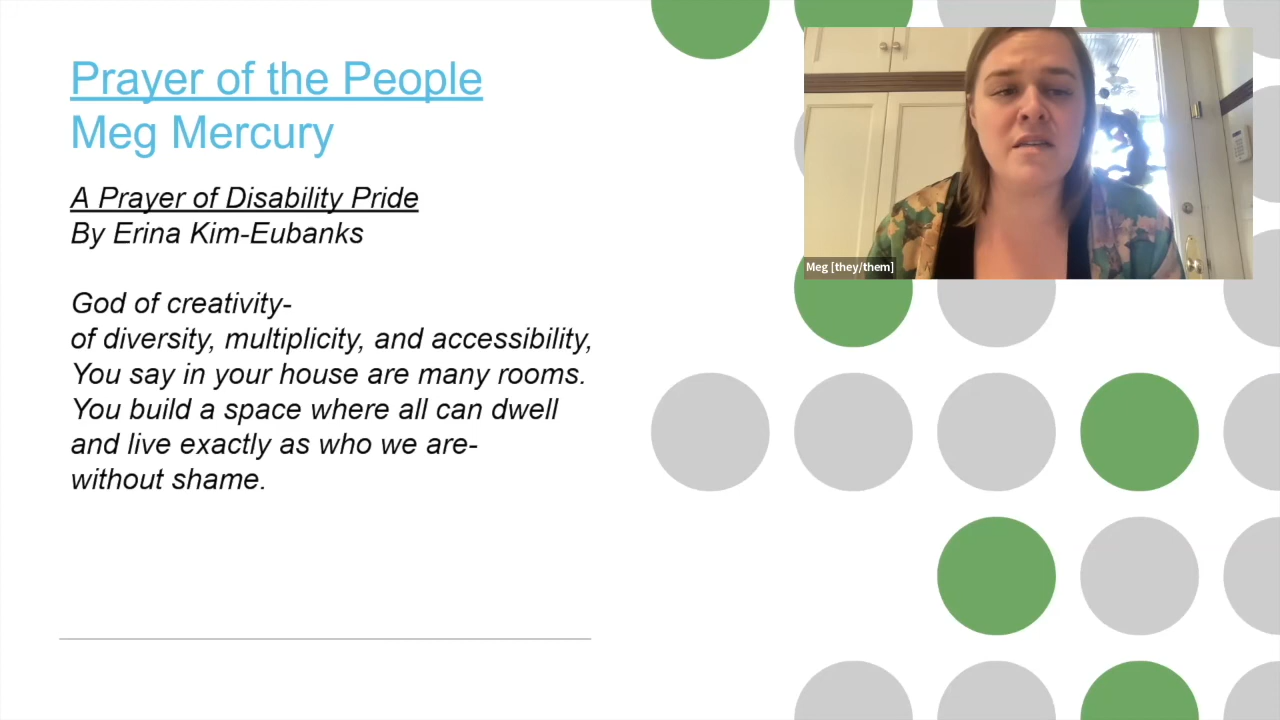 Prayer of the People
Meg Mercury
A Prayer of Disability Pride
By Erina Kim-Eubanks
God of creativity-
of diversity, multiplicity, and accessibility,
You say in your house are many rooms.
You build a space where all can dwell
and live exactly as who we are-
without shame.
Meg [they/them]